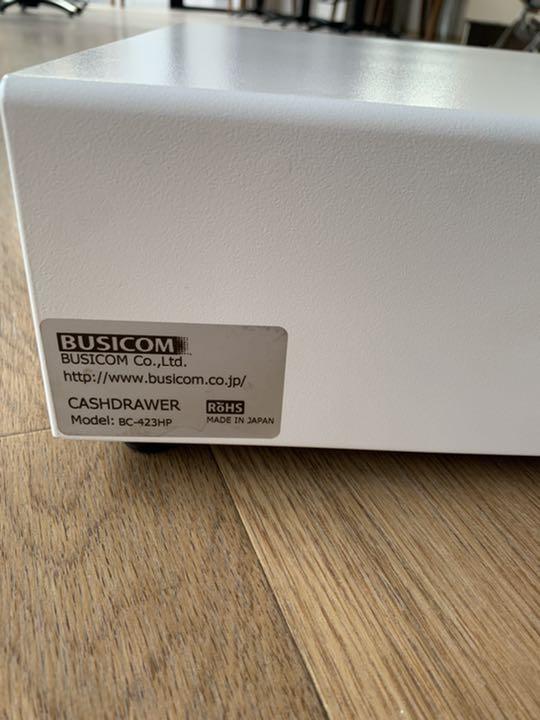 BUSICOM
BUSICOM Co.,Ltd.
http://www.busicom.co.jp/
CASHDRAWER RoHS
Model: BC-423HP MADE IN JAPAN